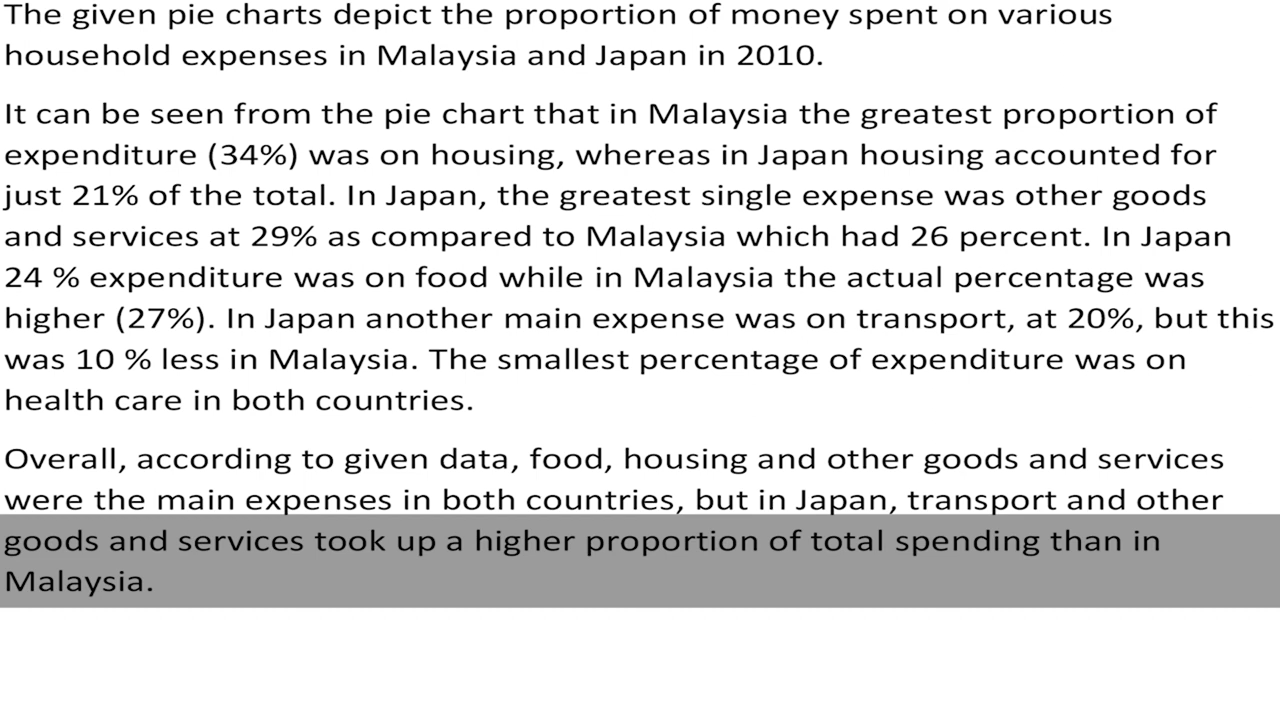 The given pie charts depict the proportion of money spent on various
household expenses in Malaysia and Japan in 2010.
It can be seen from the pie chart that in Malaysia the greatest proportion of
expenditure (34%) was on housing, whereas in Japan housing accounted for
just 21% of the total. In Japan, the greatest single expense was other goods
and services at 29% as compared to Malaysia which had 26 percent. In Japan
24 % expenditure was on food while in Malaysia the actual percentage was
higher (27%). In Japan another main expense was on transport, at 20%, but this
was 10 % less in Malaysia. The smallest percentage of expenditure was on
health care in both countries.
Overall, according to given data, food, housing and other goods and services
were the main expenses in both countries, but in Japan, transport and other
goods and services took up a higher proportion of total spending than in
Malaysia.